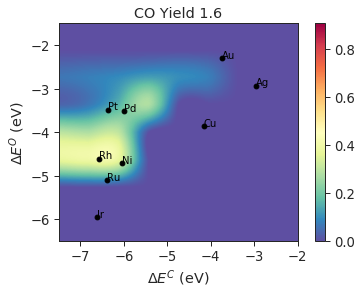 CO Yield 1.6
−2
−3
−4
−5
−6
ΔE^O (eV)
Au
Ag
Pt
Pd
Cu
Rh
Ni
Ru
Ir
−7 −6 −5 −4 −3 −2
ΔE^C (eV)
0.8
0.6
0.4
0.2
0.0